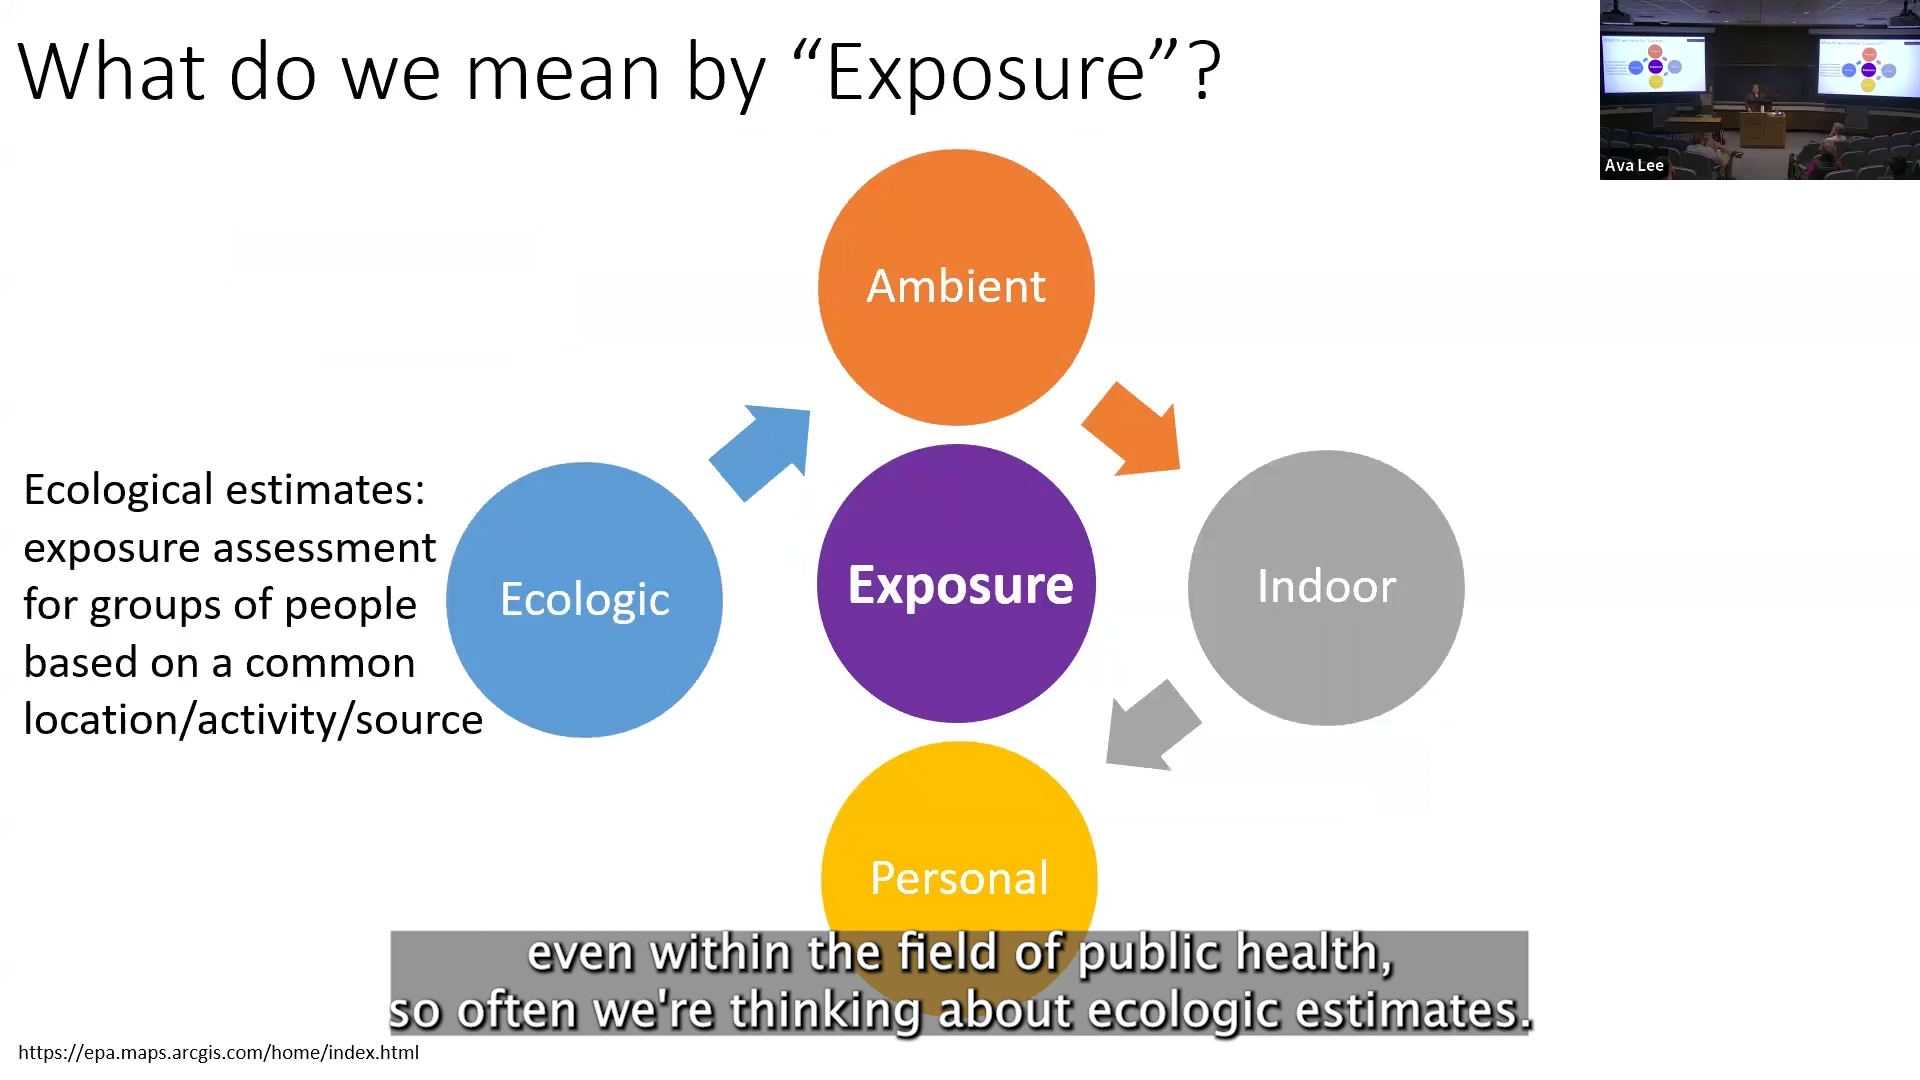 What do we mean by “Exposure”?
Ava Lee
Ambient
Ecological estimates:
exposure assessment
for groups of people
based on a common
location/activity/source
Ecologic
Exposure
Indoor
Personal
even within the field of public health,
so often we're thinking about ecologic estimates.
https://epa.maps.arcgis.com/home/index.html